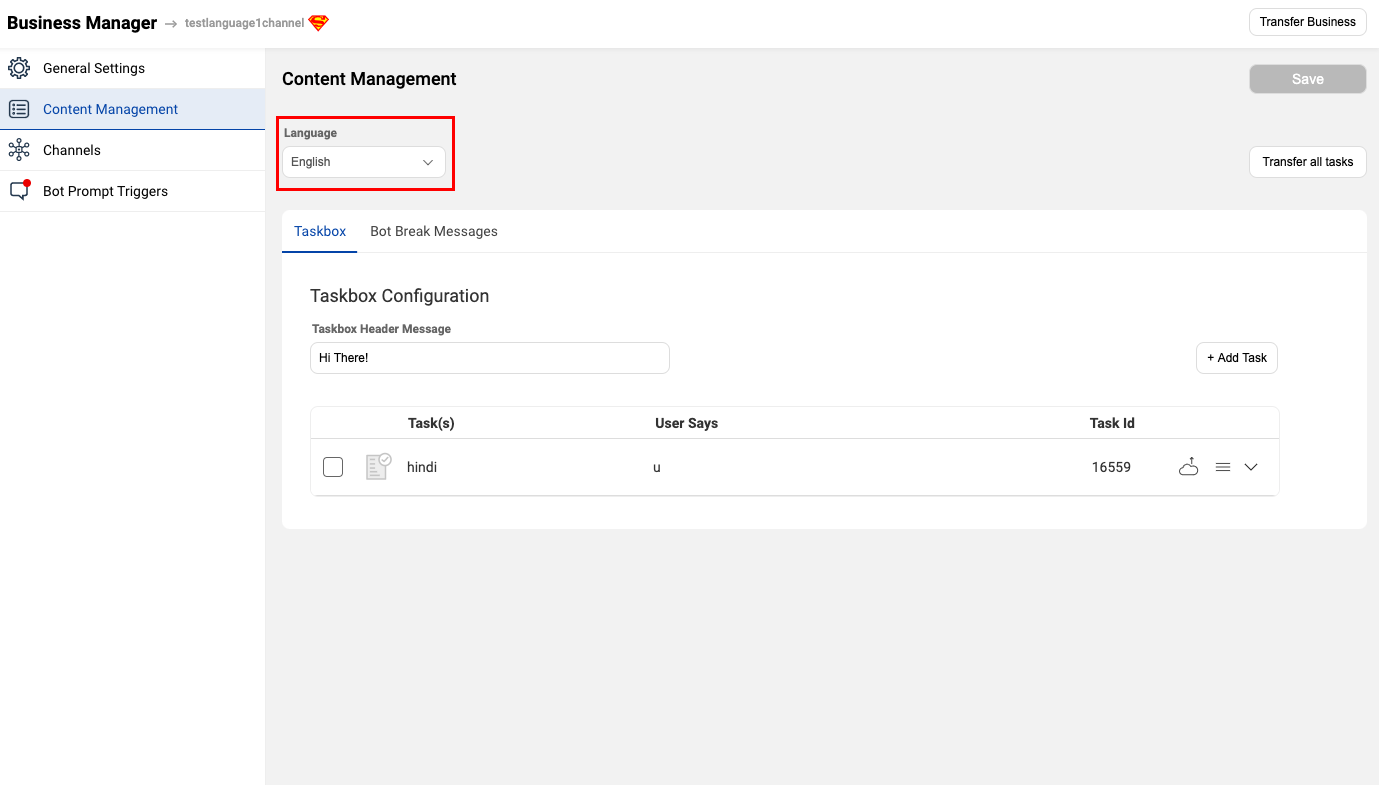 Business Manager → testlanguage1channel
Transfer Business
General Settings
Content Management
Channels
Bot Prompt Triggers
Content Management
Save
Language
English
Transfer all tasks
Taskbox Bot Break Messages
Taskbox Configuration
Taskbox Header Message
Hi There!
+ Add Task
Task(s) User Says Task Id
hindi u 16559